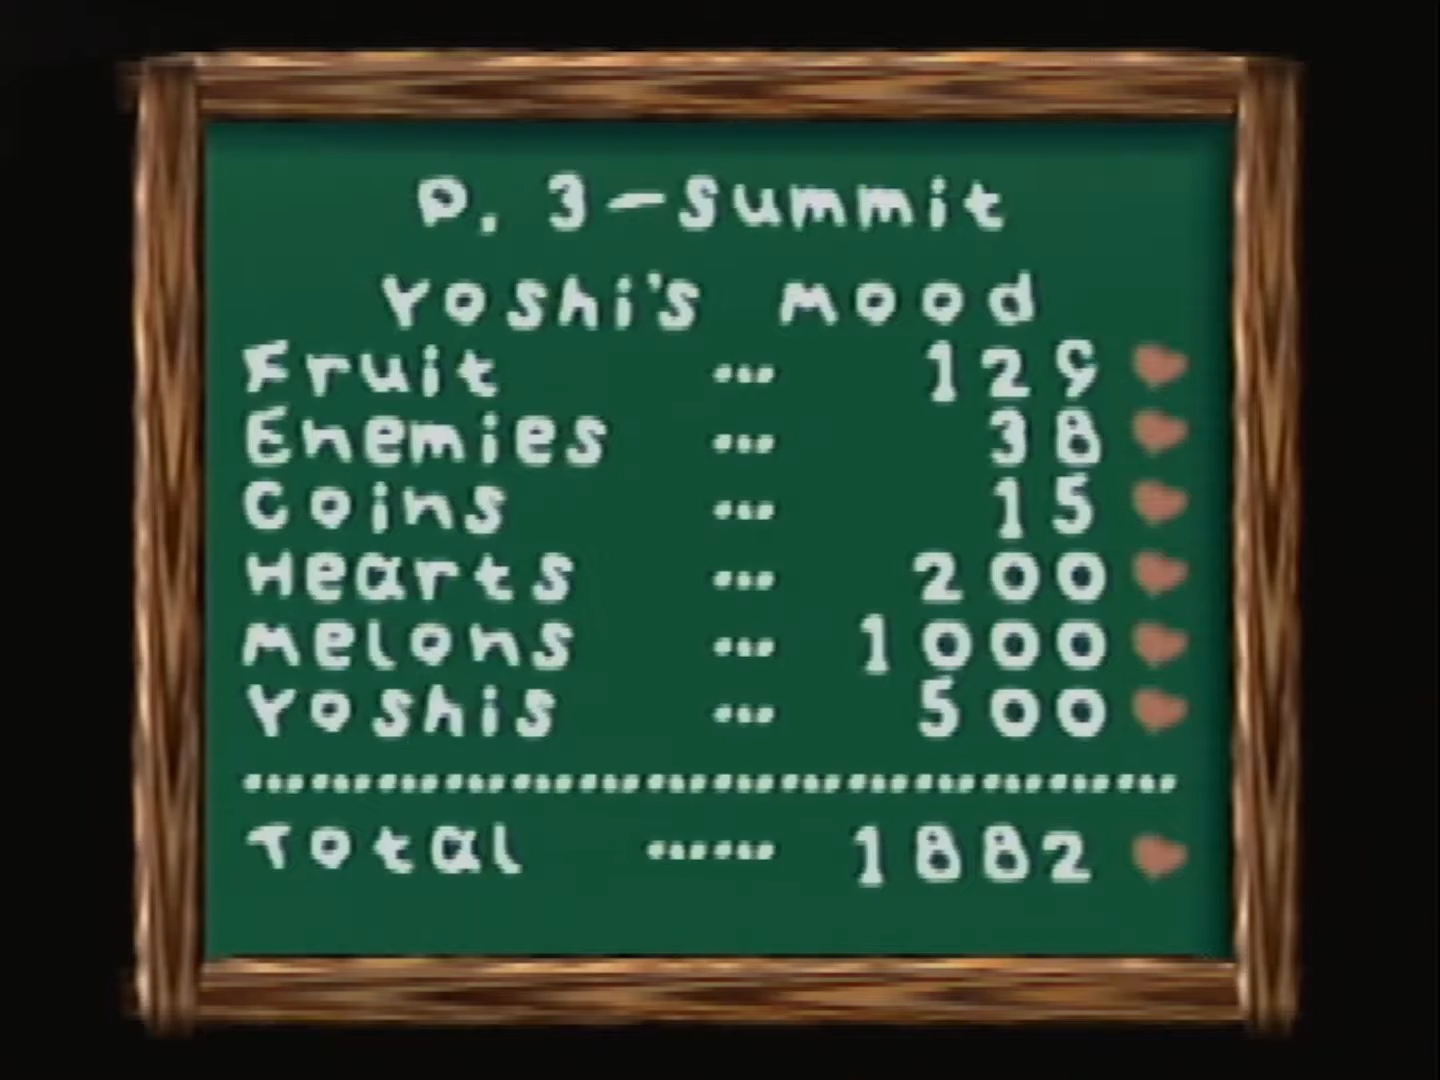 P. 3-Summit
Yoshi's Mood
Fruit ... 129
Enemies ... 38
Coins ... 15
Hearts ... 200
Melons ... 1000
Yoshis ... 500
Total ...... 1882